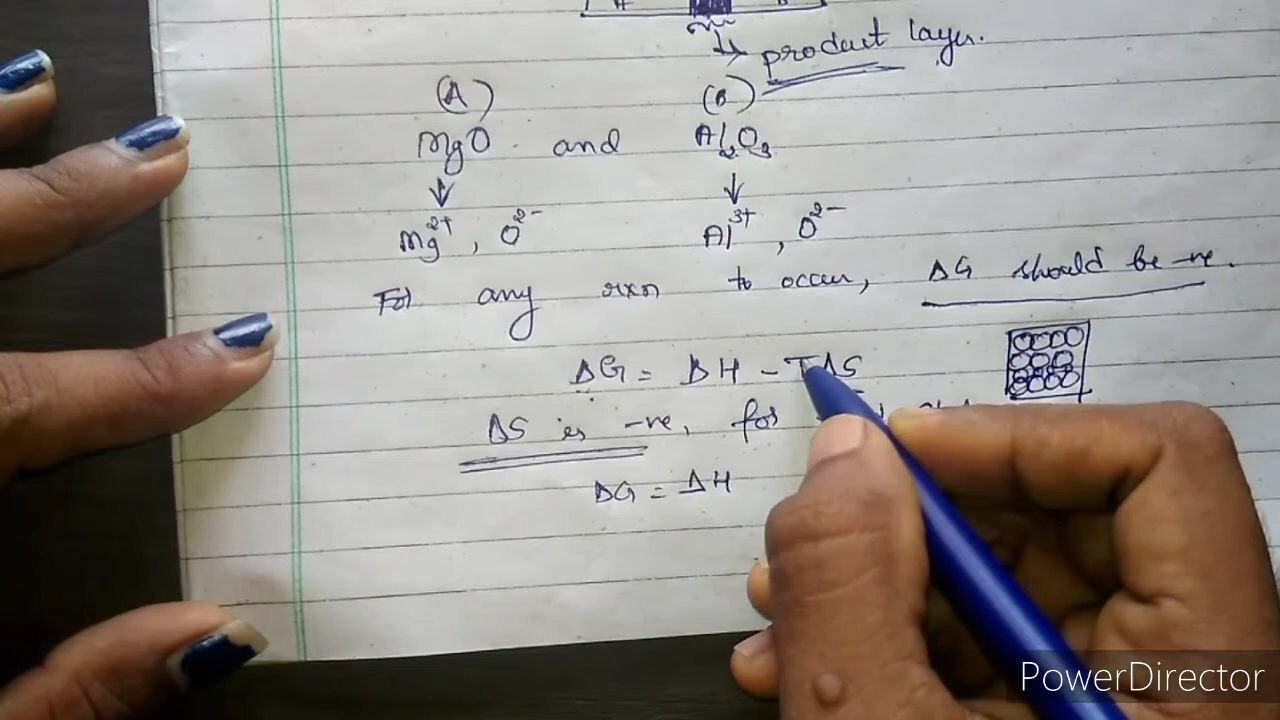 product layer.
(A) (B)
MgO and Al2O3
↓ ↓
Mg2+, O2- Al3+, O2-
For any rxn to occur, ΔG should be -ve.
ΔG = ΔH - TΔS
ΔS is -ve, for
ΔG = ΔH
PowerDirector